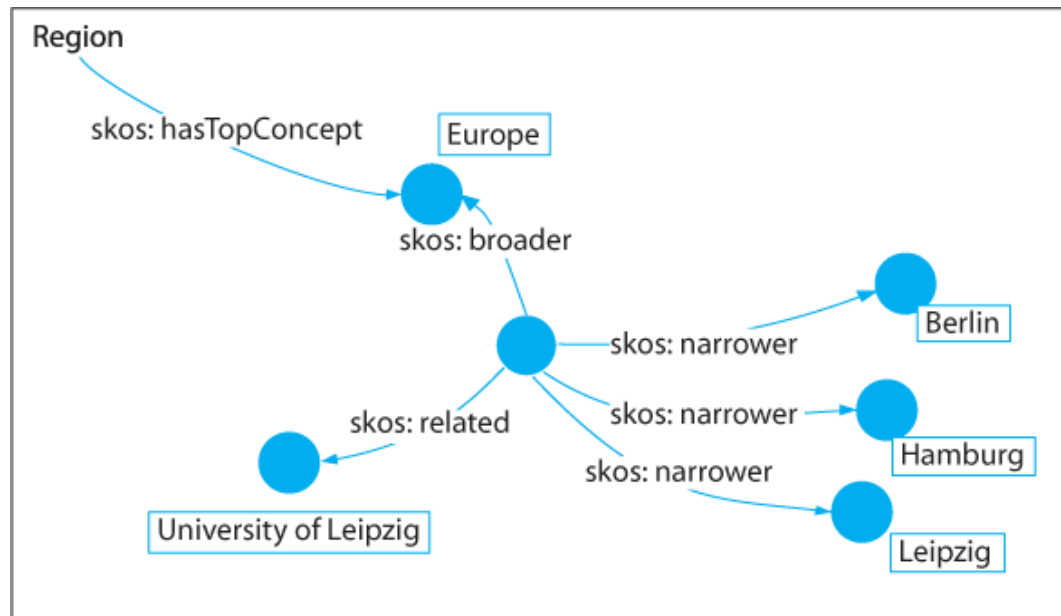 Region
skos: hasTopConcept
Europe
skos: broader
Berlin
skos: narrower
skos: narrower
skos: related
Hamburg
skos: narrower
University of Leipzig
Leipzig